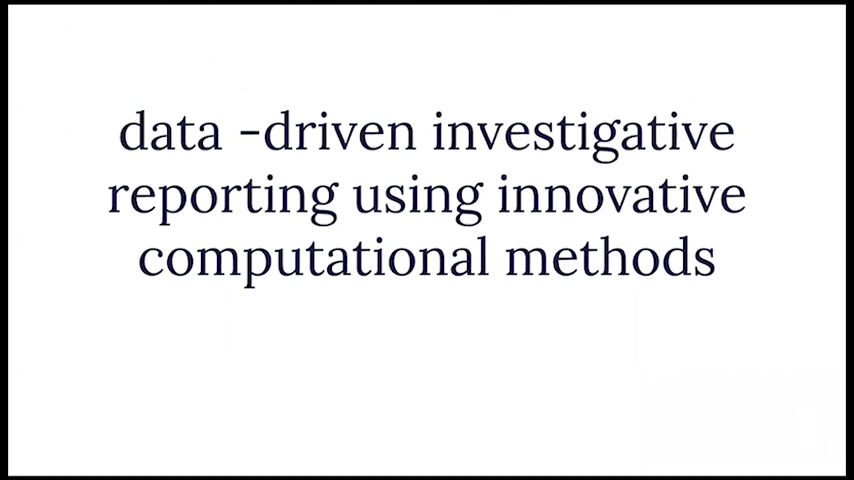 data -driven investigative
reporting using innovative
computational methods